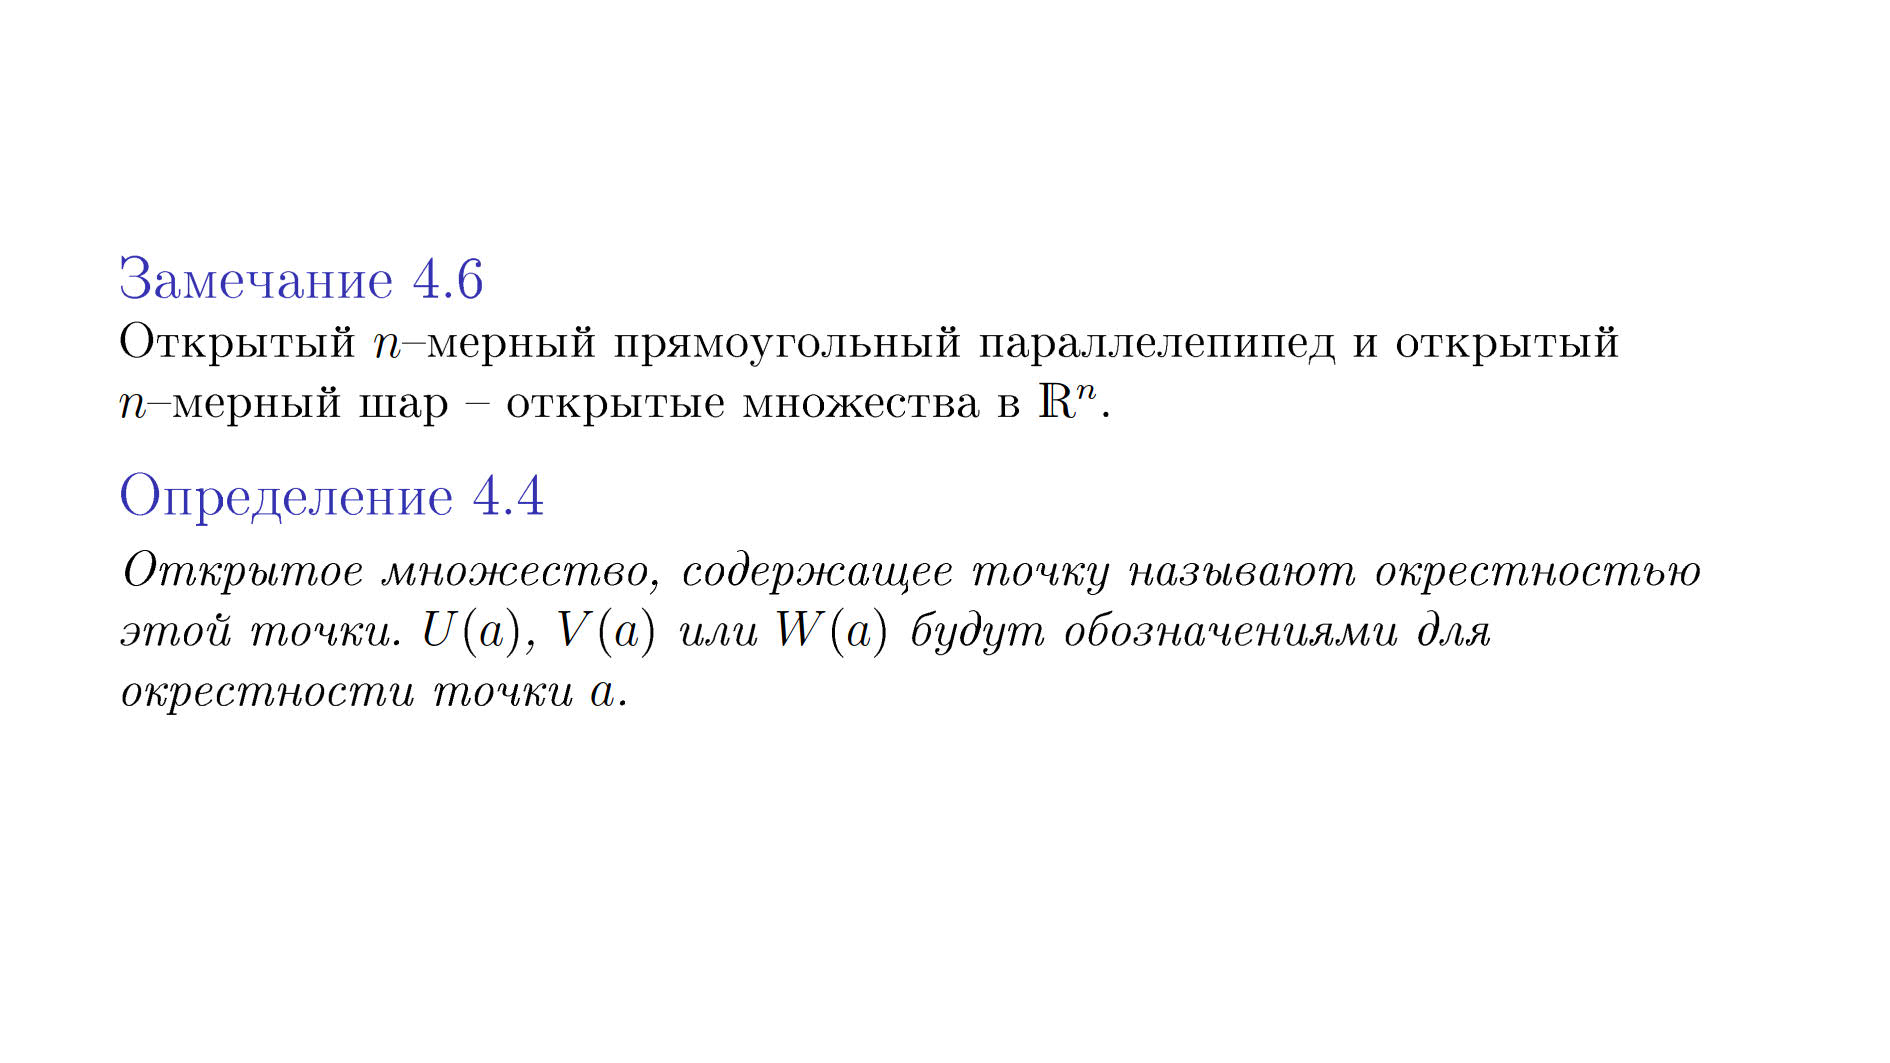 Замечание 4.6
Открытый n–мерный прямоугольный параллелепипед и открытый
n–мерный шар – открытые множества в ℝⁿ.
Определение 4.4
Открытое множество, содержащее точку называют окрестностью
этой точки. U(a), V(a) или W(a) будут обозначениями для
окрестности точки a.